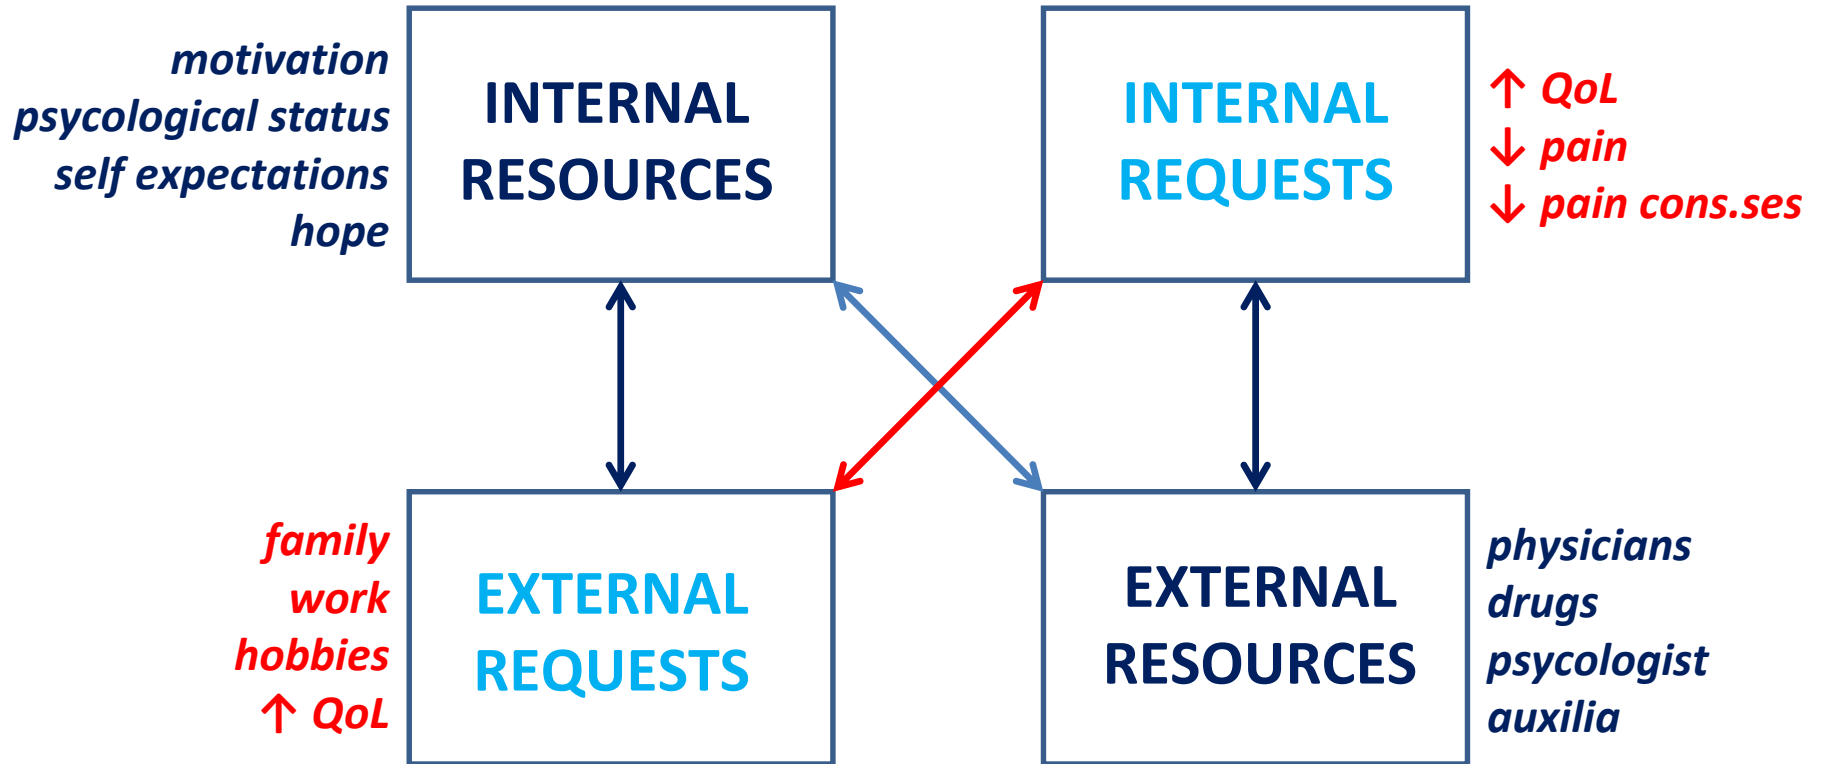 motivation
psycological status
self expectations
hope
INTERNAL
RESOURCES
INTERNAL
REQUESTS
↑ QoL
↓ pain
↓ pain cons.ses
family
work
hobbies
↑ QoL
EXTERNAL
REQUESTS
EXTERNAL
RESOURCES
physicians
drugs
psycologist
auxilia